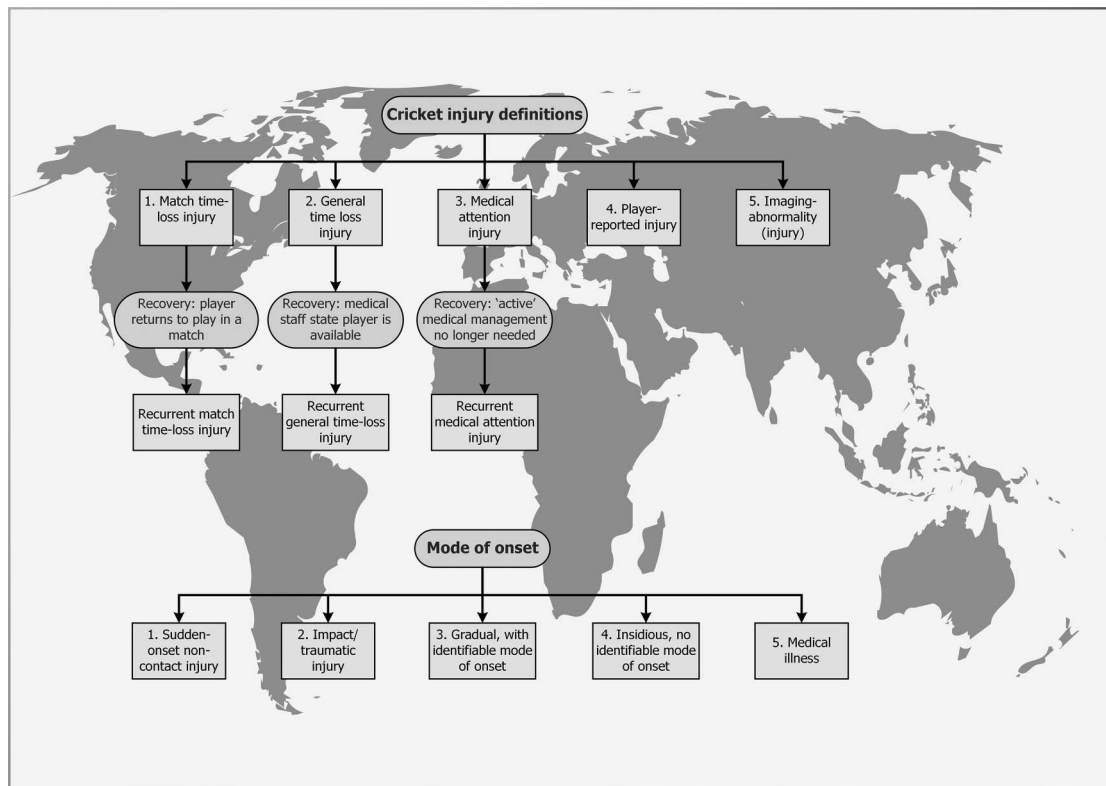 Cricket injury definitions
1. Match time-
loss injury
2. General
time loss
injury
3. Medical
attention
injury
4. Player-
reported injury
5. Imaging-
abnormality
(injury)
Recovery: player
returns to play in a
match
Recovery: medical
staff state player is
available
Recovery: ‘active’
medical management
no longer needed
Recurrent match
time-loss injury
Recurrent
general time-loss
injury
Recurrent
medical attention
injury
Mode of onset
1. Sudden-
onset non-
contact injury
2. Impact/
traumatic
injury
3. Gradual, with
identifiable mode
of onset
4. Insidious, no
identifiable mode
of onset
5. Medical
illness